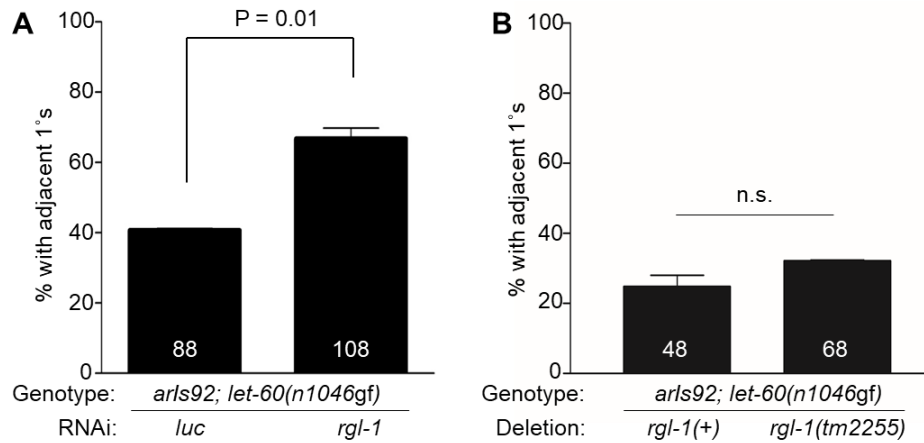 A
P = 0.01
% with adjacent 1˚s
100
80
60
40
20
0
88
108
Genotype: arIs92; let-60(n1046gf)
RNAi: luc rgl-1
B
n.s.
% with adjacent 1˚s
100
80
60
40
20
0
48
68
Genotype: arIs92; let-60(n1046gf)
Deletion: rgl-1(+) rgl-1(tm2255)